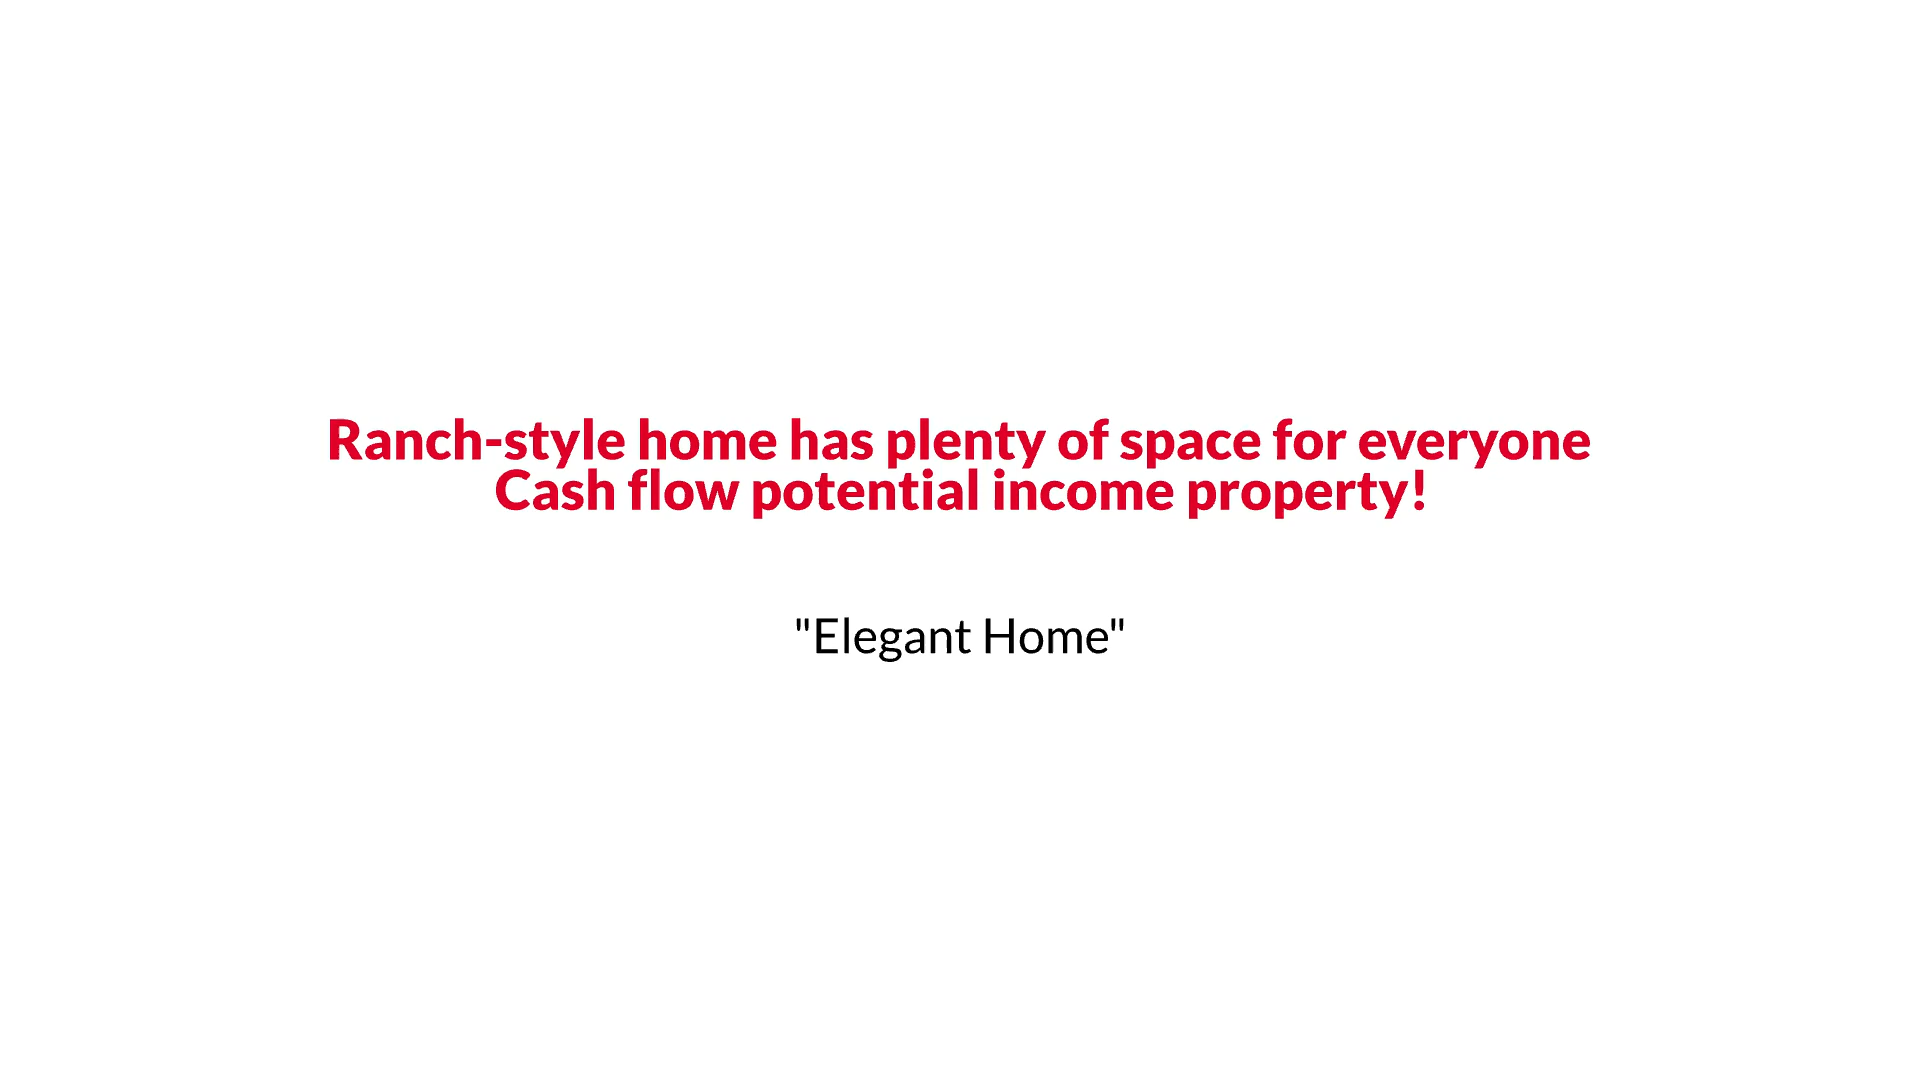 Ranch-style home has plenty of space for everyone
Cash flow potential income property!
"Elegant Home"